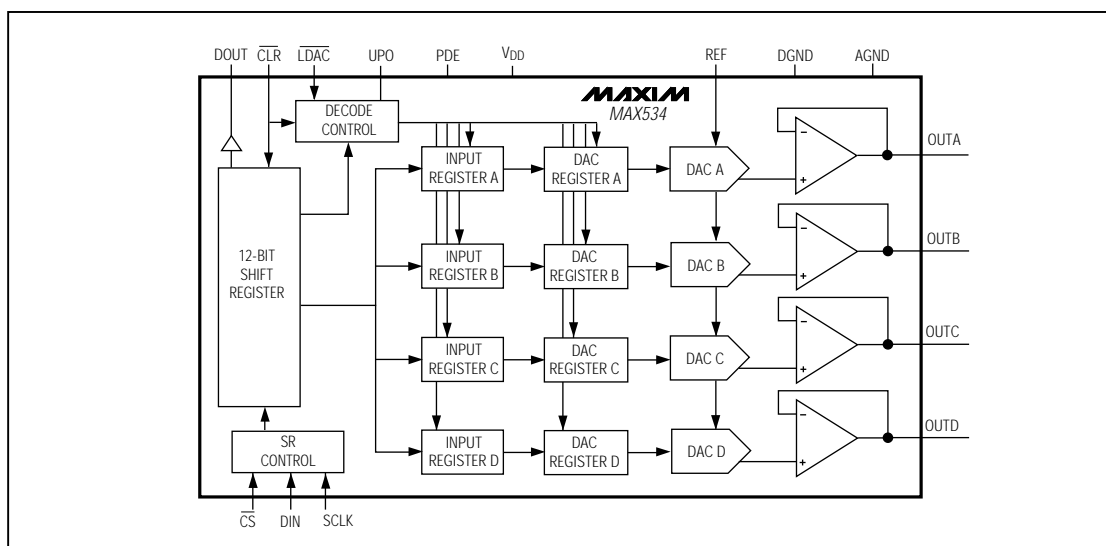 DOUT CLR LDAC UPO PDE VDD REF DGND AGND
MAXIM
MAX534
DECODE
CONTROL
INPUT
REGISTER A
DAC
REGISTER A
DAC A
−
+
OUTA
12-BIT
SHIFT
REGISTER
INPUT
REGISTER B
DAC
REGISTER B
DAC B
−
+
OUTB
INPUT
REGISTER C
DAC
REGISTER C
DAC C
−
+
OUTC
SR
CONTROL
INPUT
REGISTER D
DAC
REGISTER D
DAC D
−
+
OUTD
CS DIN SCLK